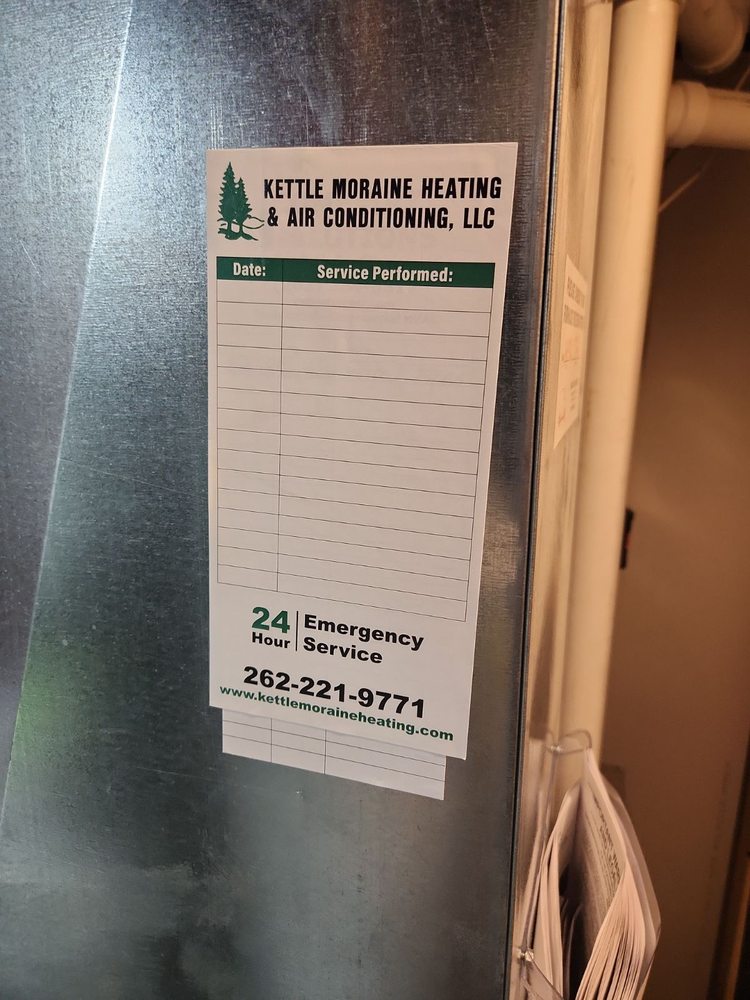 KETTLE MORAINE HEATING
& AIR CONDITIONING, LLC
Date: Service Performed:
24 Hour Emergency Service
262-221-9771
www.kettlemoraineheating.com